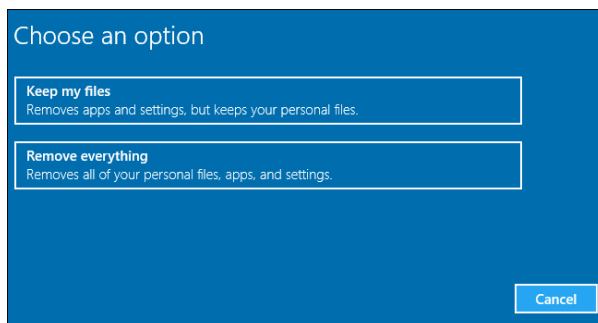 Choose an option
Keep my files
Removes apps and settings, but keeps your personal files.
Remove everything
Removes all of your personal files, apps, and settings.
Cancel